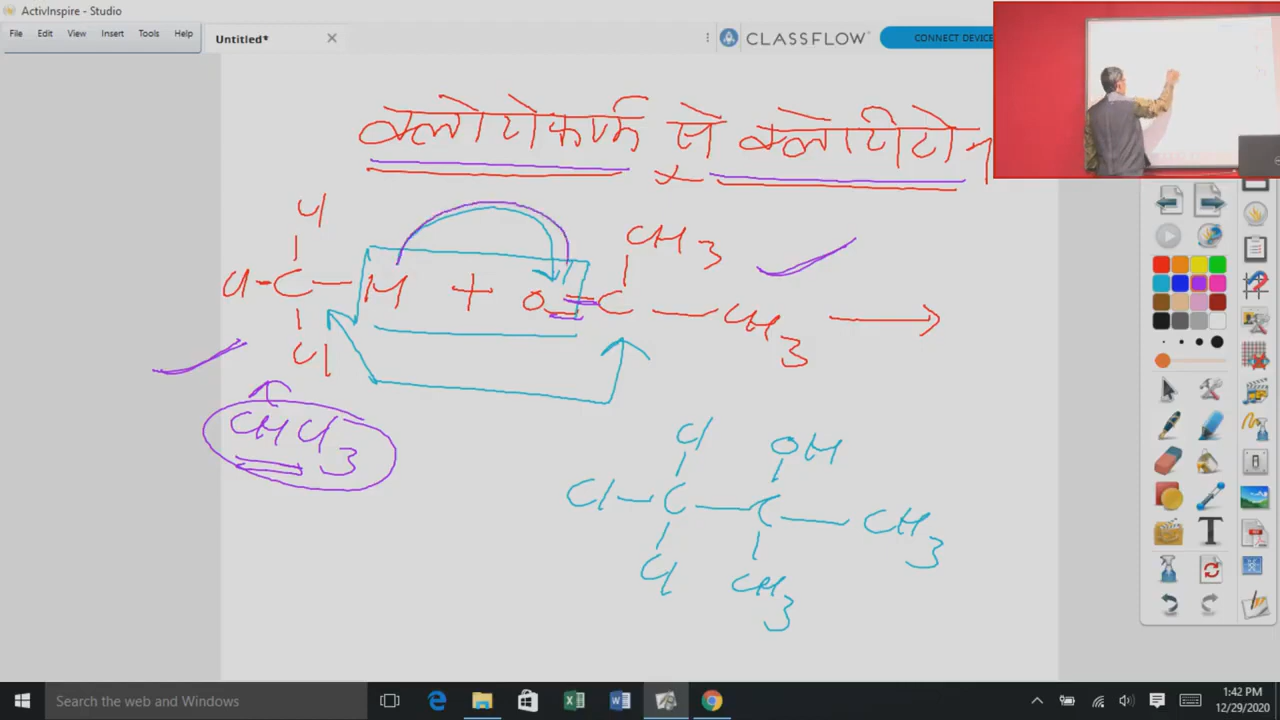 ActivInspire - Studio
File Edit View Insert Tools Help
Untitled*
CLASSFLOW
CONNECT DEVICE
क्लोरोफार्म से क्लोरीटोन
Cl
CH3
Cl-C-H + O=C-CH3
Cl
CHCl3
Cl OH
Cl-C-C-CH3
Cl CH3
Search the web and Windows
1:42 PM
12/29/2020